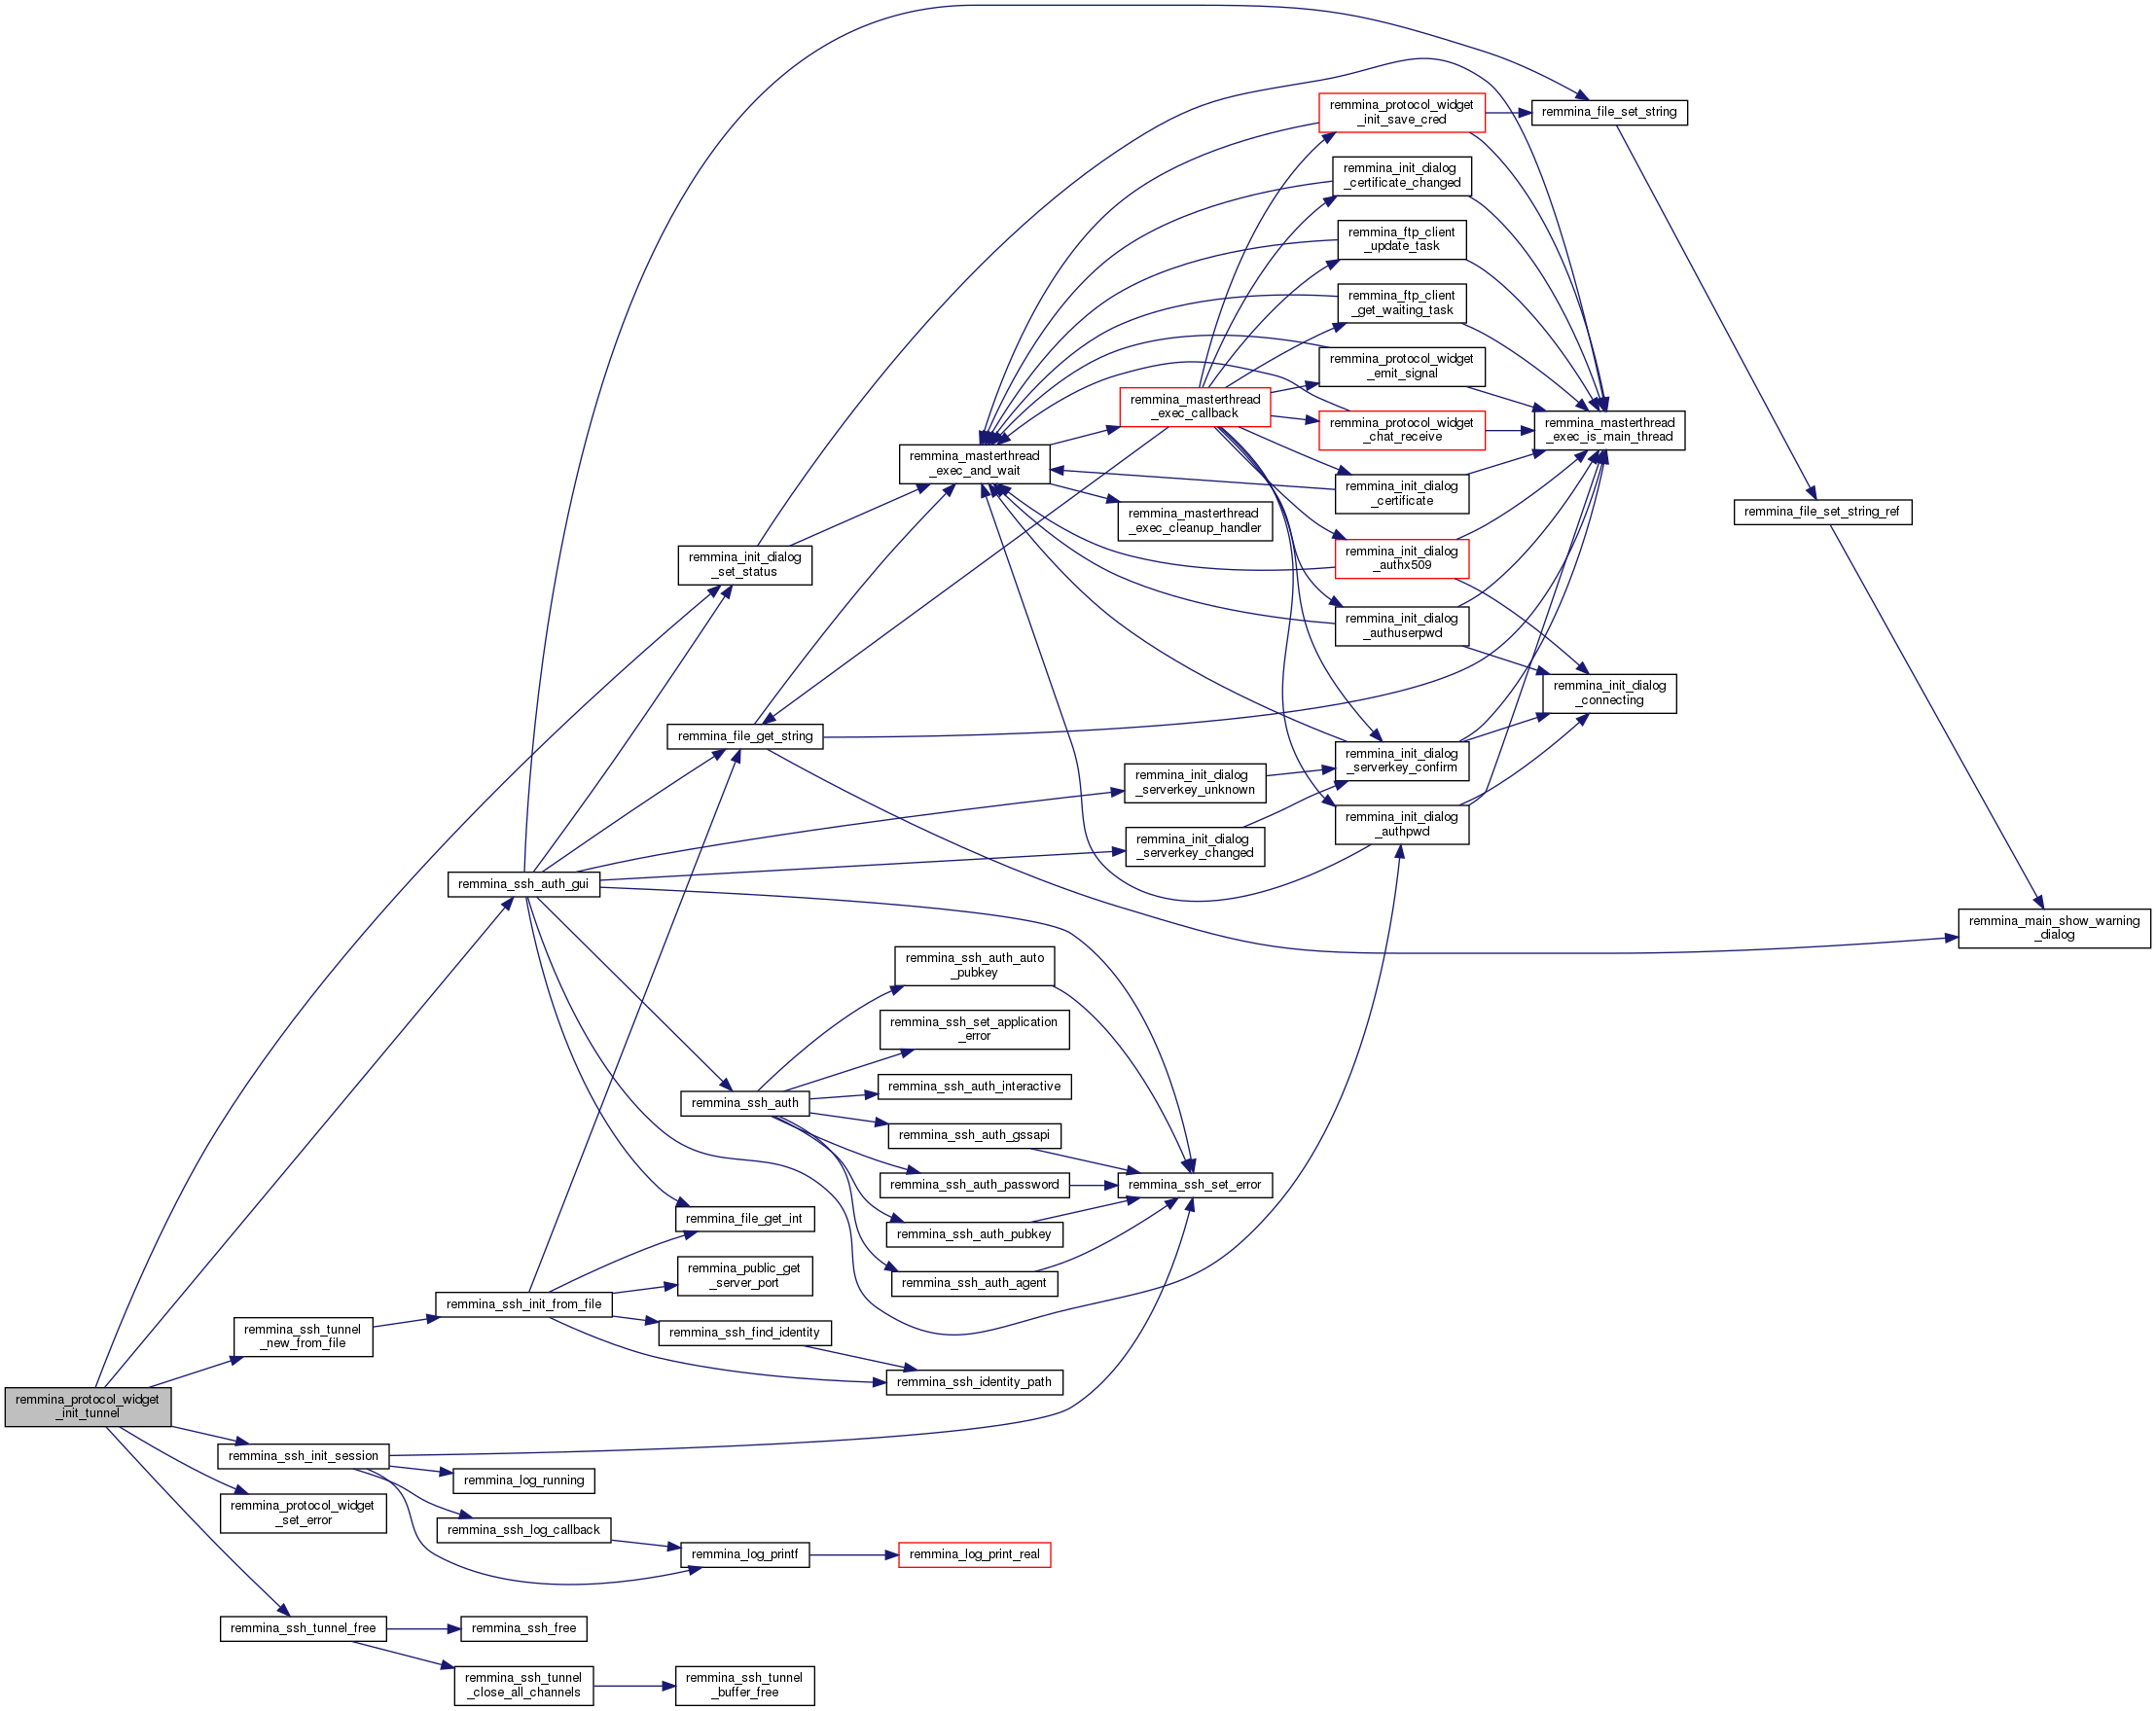 remmina_protocol_widget
_init_tunnel
remmina_init_dialog
_set_status
remmina_masterthread
_exec_and_wait
remmina_masterthread
_exec_callback
remmina_file_get_string
remmina_masterthread
_exec_is_main_thread
remmina_main_show_warning
_dialog
remmina_protocol_widget
_init_save_cred
remmina_file_set_string
remmina_file_set_string_ref
remmina_init_dialog
_certificate_changed
remmina_ftp_client
_update_task
remmina_ftp_client
_get_waiting_task
remmina_protocol_widget
_emit_signal
remmina_protocol_widget
_chat_receive
remmina_init_dialog
_certificate
remmina_init_dialog
_authx509
remmina_init_dialog
_authuserpwd
remmina_init_dialog
_connecting
remmina_init_dialog
_serverkey_confirm
remmina_init_dialog
_authpwd
remmina_masterthread
_exec_cleanup_handler
remmina_ssh_auth_gui
remmina_init_dialog
_serverkey_unknown
remmina_init_dialog
_serverkey_changed
remmina_ssh_auth
remmina_ssh_auth_auto
_pubkey
remmina_ssh_set_application
_error
remmina_ssh_auth_interactive
remmina_ssh_auth_gssapi
remmina_ssh_auth_password
remmina_ssh_auth_pubkey
remmina_ssh_auth_agent
remmina_ssh_set_error
remmina_file_get_int
remmina_ssh_tunnel
_new_from_file
remmina_ssh_init_from_file
remmina_public_get
_server_port
remmina_ssh_find_identity
remmina_ssh_identity_path
remmina_ssh_init_session
remmina_log_running
remmina_ssh_log_callback
remmina_log_printf
remmina_log_print_real
remmina_protocol_widget
_set_error
remmina_ssh_tunnel_free
remmina_ssh_free
remmina_ssh_tunnel
_close_all_channels
remmina_ssh_tunnel
_buffer_free